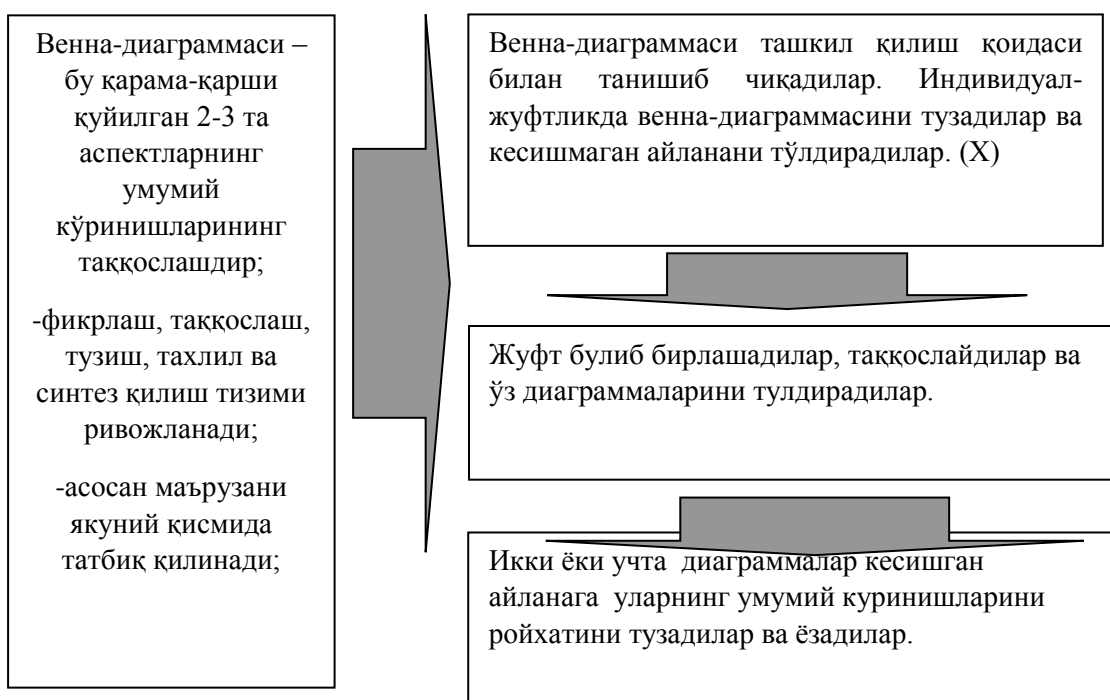 Венна-диаграммаси –
бу қарама-қарши
қуйилган 2-3 та
аспектларнинг
умумий
кўринишларининг
таққослашдир;
-фикрлаш, таққослаш,
тузиш, тахлил ва
синтез қилиш тизими
ривожланади;
-асосан маърузани
якуний қисмида
татбиқ қилинади;
Венна-диаграммаси ташкил қилиш қоидаси
билан танишиб чиқадилар. Индивидуал-
жуфтликда венна-диаграммасини тузадилар ва
кесишмаган айланани тўлдирадилар. (Х)
Жуфт булиб бирлашадилар, таққослайдилар ва
ўз диаграммаларини тулдирадилар.
Икки ёки учта диаграммалар кесишган
айланага уларнинг умумий куринишларини
ройхатини тузадилар ва ёзадилар.